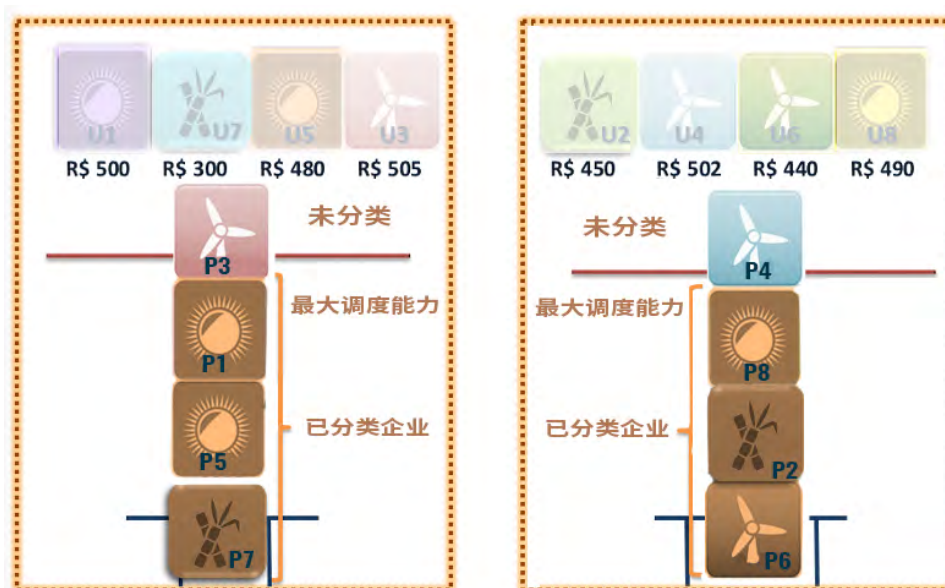 U1 U7 U5 U3
R$ 500 R$ 300 R$ 480 R$ 505
未分类
P3
最大调度能力
P1
已分类企业
P5
P7
U2 U4 U6 U8
R$ 450 R$ 502 R$ 440 R$ 490
未分类
P4
最大调度能力
P8
已分类企业
P2
P6